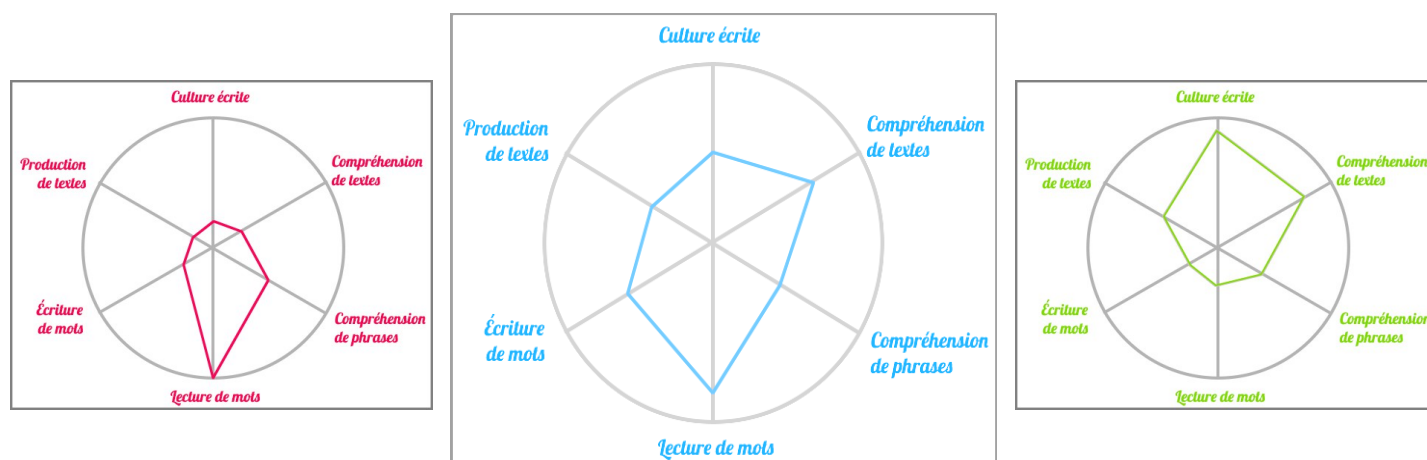 Culture écrite
Production
de textes
Compréhension
de textes
Écriture
de mots
Compréhension
de phrases
Lecture de mots
Culture écrite
Production
de textes
Compréhension
de textes
Écriture
de mots
Compréhension
de phrases
Lecture de mots
Culture écrite
Production
de textes
Compréhension
de textes
Écriture
de mots
Compréhension
de phrases
Lecture de mots